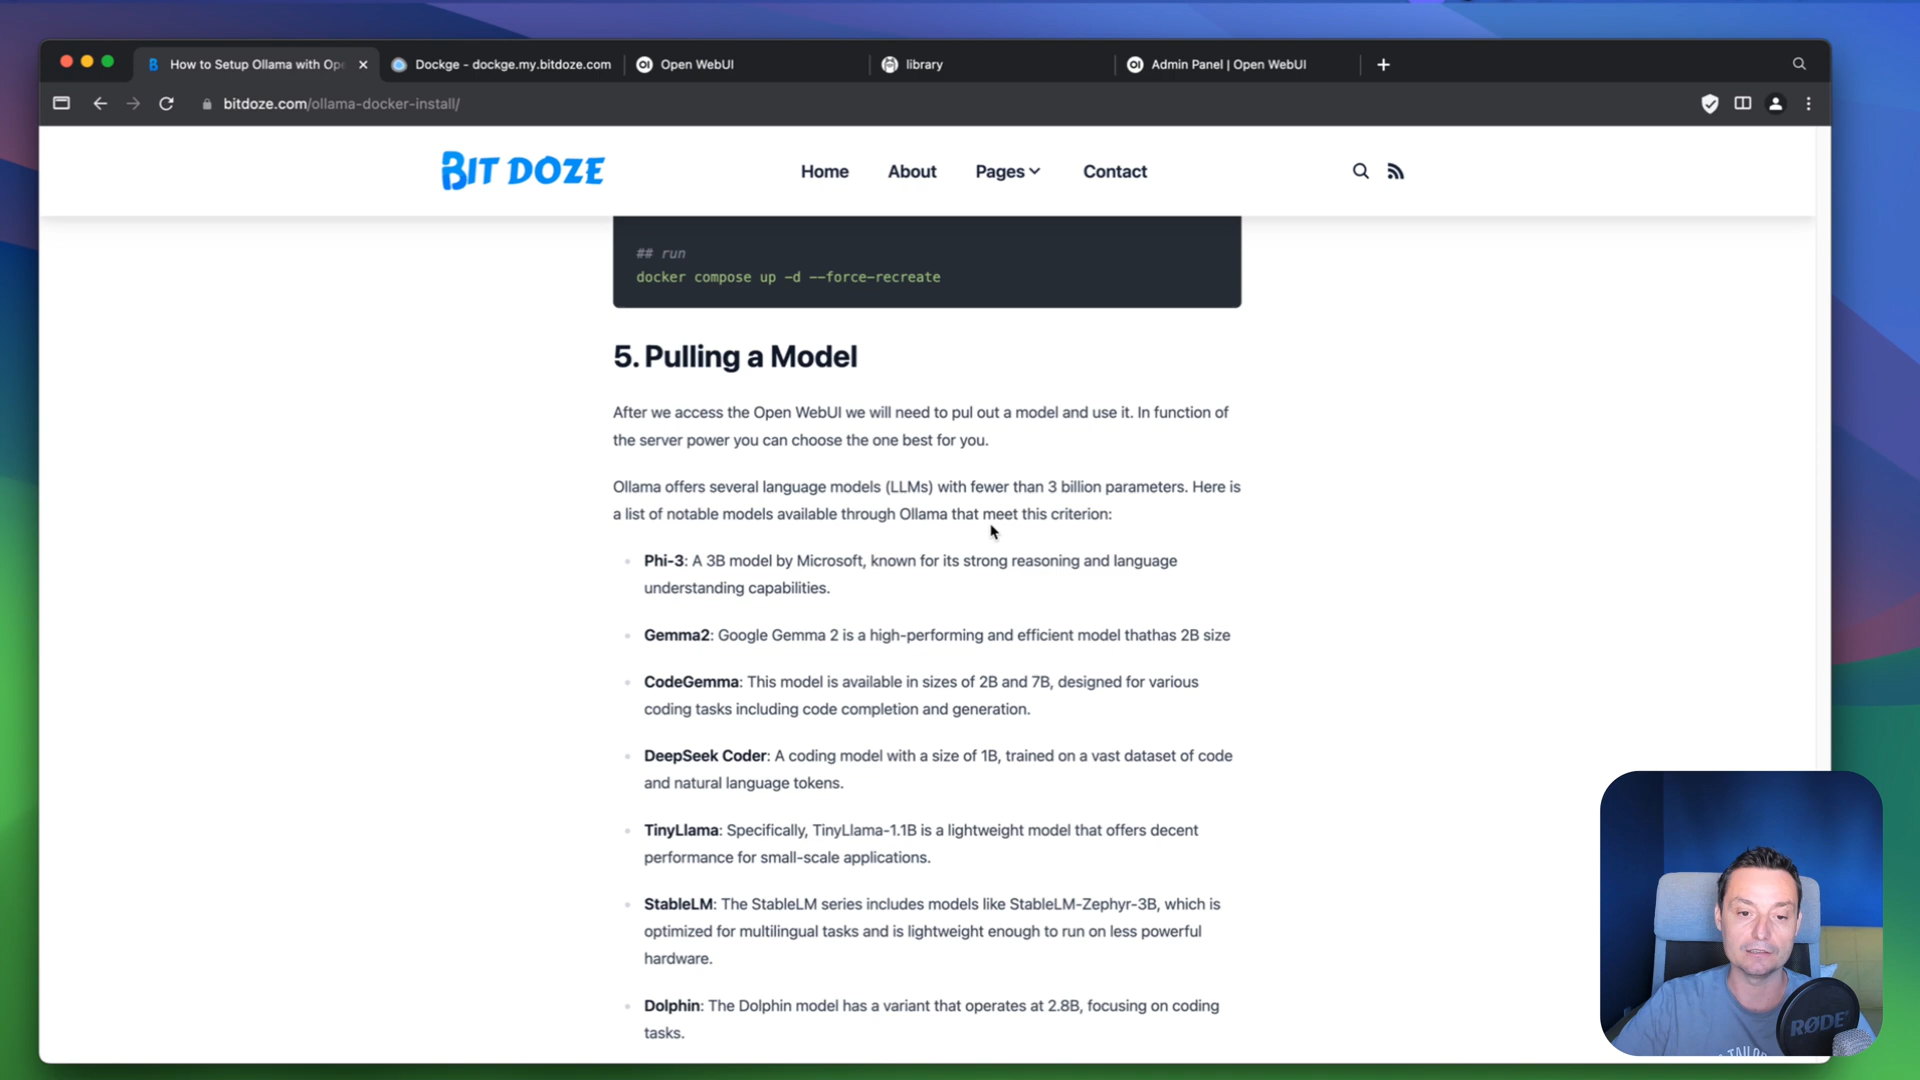 How to Setup Ollama with Ope
Dockge - dockge.my.bitdoze.com
Open WebUI
library
Admin Panel | Open WebUI
bitdoze.com/ollama-docker-install/
BIT DOZE
Home
About
Pages
Contact
## run
docker compose up -d --force-recreate
5. Pulling a Model
After we access the Open WebUI we will need to pul out a model and use it. In function of
the server power you can choose the one best for you.
Ollama offers several language models (LLMs) with fewer than 3 billion parameters. Here is
a list of notable models available through Ollama that meet this criterion:
Phi-3: A 3B model by Microsoft, known for its strong reasoning and language
understanding capabilities.
Gemma2: Google Gemma 2 is a high-performing and efficient model thathas 2B size
CodeGemma: This model is available in sizes of 2B and 7B, designed for various
coding tasks including code completion and generation.
DeepSeek Coder: A coding model with a size of 1B, trained on a vast dataset of code
and natural language tokens.
TinyLlama: Specifically, TinyLlama-1.1B is a lightweight model that offers decent
performance for small-scale applications.
StableLM: The StableLM series includes models like StableLM-Zephyr-3B, which is
optimized for multilingual tasks and is lightweight enough to run on less powerful
hardware.
Dolphin: The Dolphin model has a variant that operates at 2.8B, focusing on coding
tasks.
RØDE